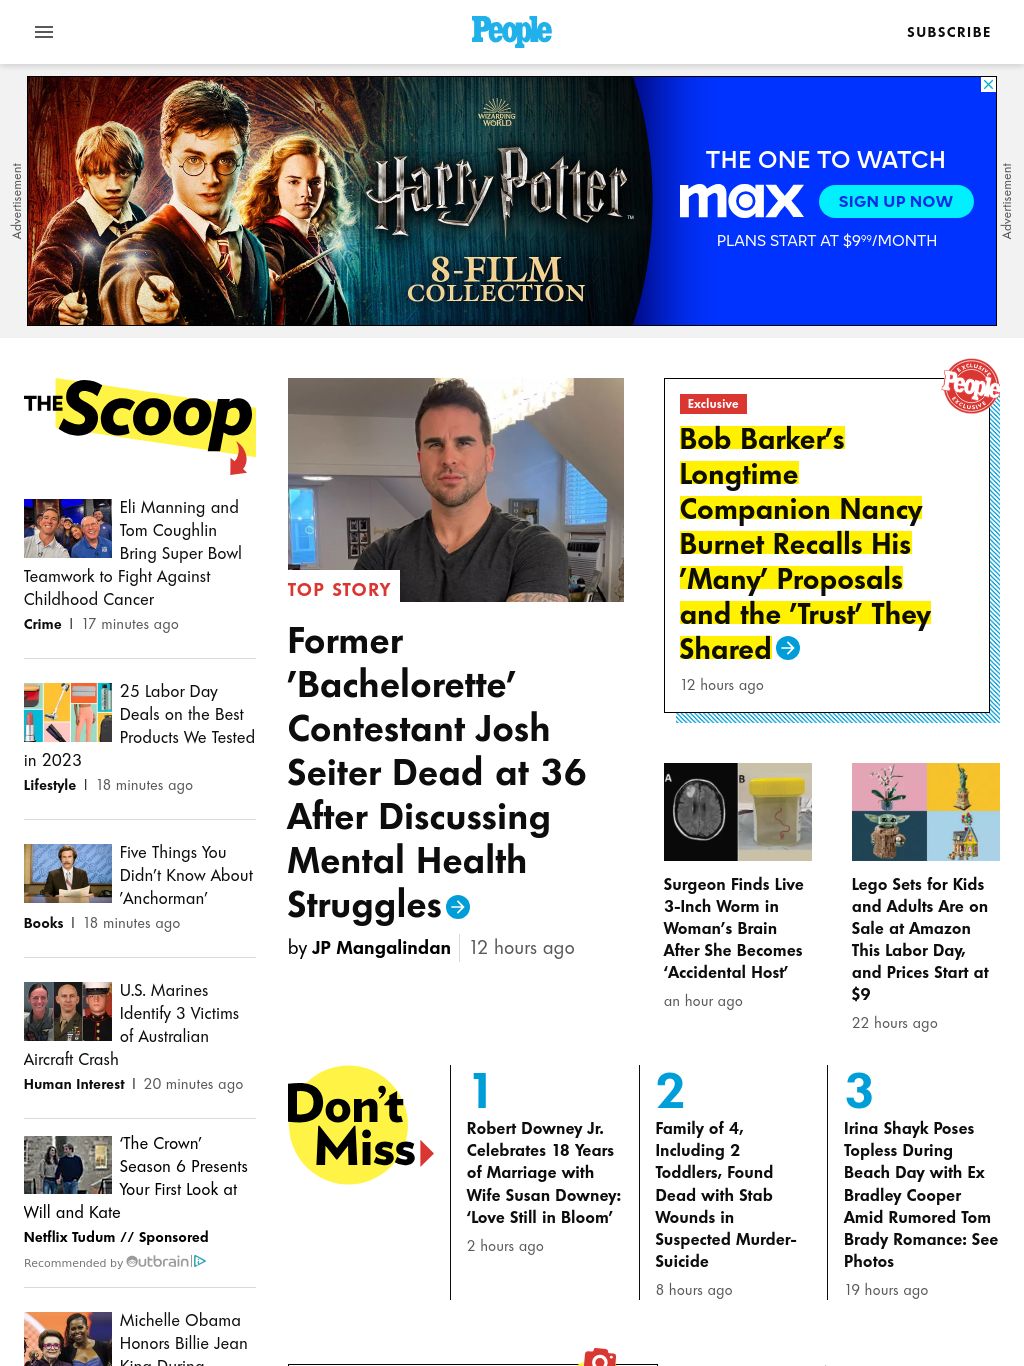 People
SUBSCRIBE
Advertisement
WIZARDING
WORLD
Harry Potter
™
8-FILM
COLLECTION
THE ONE TO WATCH
max
SIGN UP NOW
PLANS START AT $9⁹⁹/MONTH
Advertisement
THE Scoop
Eli Manning and
Tom Coughlin
Bring Super Bowl
Teamwork to Fight Against
Childhood Cancer
Crime | 17 minutes ago
25 Labor Day
Deals on the Best
Products We Tested
in 2023
Lifestyle | 18 minutes ago
Five Things You
Didn't Know About
'Anchorman'
Books | 18 minutes ago
U.S. Marines
Identify 3 Victims
of Australian
Aircraft Crash
Human Interest | 20 minutes ago
'The Crown'
Season 6 Presents
Your First Look at
Will and Kate
Netflix Tudum // Sponsored
Recommended by Outbrain
Michelle Obama
Honors Billie Jean
King During
TOP STORY
Former
'Bachelorette'
Contestant Josh
Seiter Dead at 36
After Discussing
Mental Health
Struggles
by JP Mangalindan | 12 hours ago
EXCLUSIVE
People
EXCLUSIVE
Exclusive
Bob Barker's
Longtime
Companion Nancy
Burnet Recalls His
'Many' Proposals
and the 'Trust' They
Shared
12 hours ago
A B
Surgeon Finds Live
3-Inch Worm in
Woman's Brain
After She Becomes
'Accidental Host'
an hour ago
Lego Sets for Kids
and Adults Are on
Sale at Amazon
This Labor Day,
and Prices Start at
$9
22 hours ago
Don't
Miss
1
Robert Downey Jr.
Celebrates 18 Years
of Marriage with
Wife Susan Downey:
'Love Still in Bloom'
2 hours ago
2
Family of 4,
Including 2
Toddlers, Found
Dead with Stab
Wounds in
Suspected Murder-
Suicide
8 hours ago
3
Irina Shayk Poses
Topless During
Beach Day with Ex
Bradley Cooper
Amid Rumored Tom
Brady Romance: See
Photos
19 hours ago